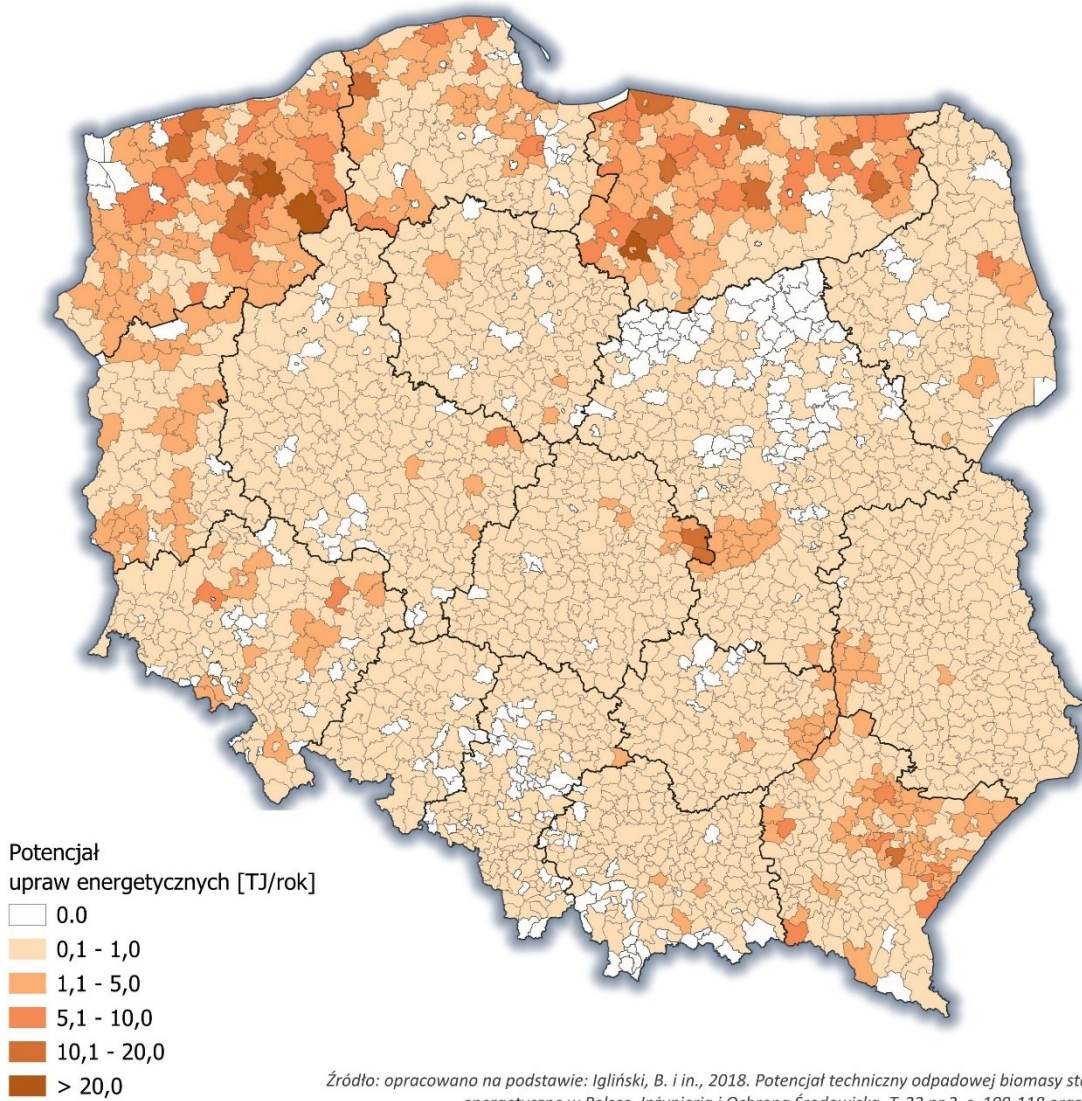 Potencjał
upraw energetycznych [TJ/rok]
0.0
0,1 - 1,0
1,1 - 5,0
5,1 - 10,0
10,1 - 20,0
> 20,0
Źródło: opracowano na podstawie: Igliński, B. i in., 2018. Potencjał techniczny odpadowej biomasy
energetyczne w Polsce. Inżynieria i Ochrona Środowiska, T. 22 nr 2, s. 100-118